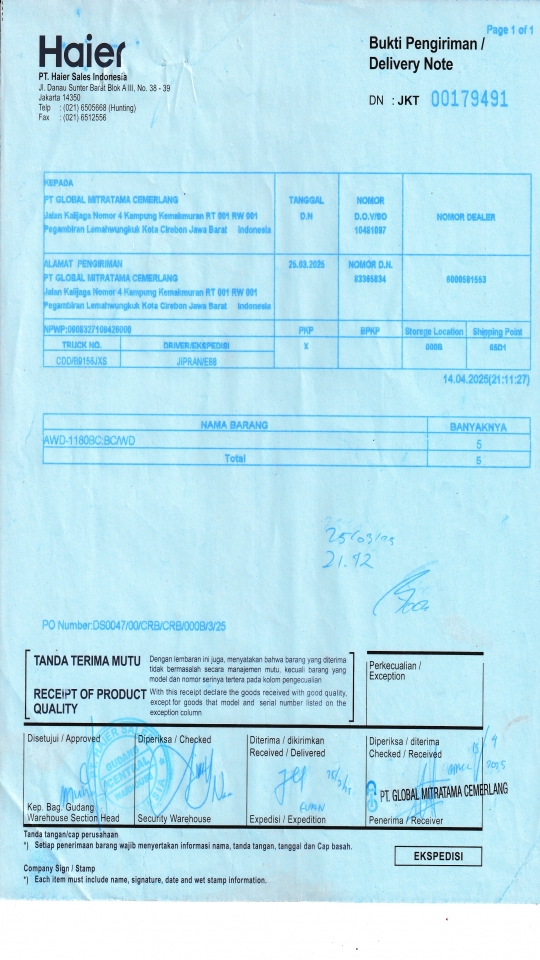 Page 1 of 1
Haier
Bukti Pengiriman /
Delivery Note
PT. Haier Sales Indonesia
Jl. Danau Sunter Barat Blok A III, No. 38 - 39
Jakarta 14350
Telp : (021) 6505668 (Hunting)
Fax : (021) 6512556
DN : JKT 00179491
KEPADA
PT GLOBAL MITRATAMA CEMERLANG
Jalan Kalijaga Nomor 4 Kampung Kemakmuran RT 001 RW 001
Pegambiran Lemahwungkuk Kota Cirebon Jawa Barat Indonesia
TANGGAL
D.N
NOMOR
D.O.V/SO
10481097
NOMOR DEALER
ALAMAT PENGIRIMAN
PT GLOBAL MITRATAMA CEMERLANG
Jalan Kalijaga Nomor 4 Kampung Kemakmuran RT 001 RW 001
Pegambiran Lemahwungkuk Kota Cirebon Jawa Barat Indonesia
25.03.2025
NOMOR D.N.
83365834
6000581553
NPWP:0608327109426000
PKP
BPKP
Storege Location
Shipping Point
TRUCK NO.
DRIVER/EKSPEDISI
X
000G
05D1
CDD/B9156JXS
JIPRAN/EBB
14.04.2025(21:11:27)
NAMA BARANG
BANYAKNYA
AWD-1180BC:BC/WD
5
Total
5
25/03/25
21.42
PO Number:DS0047/00/CRB/CRB/000B/3/25
TANDA TERIMA MUTU
Dengan lembaran ini juga, menyatakan bahwa barang yang diterima
tidak bermasalah secara manajemen mutu, kecuali barang yang
model dan nomor serinya tertera pada kolom pengecualian
RECEIPT OF PRODUCT
QUALITY
With this receipt declare the goods received with good quality,
except for goods that model and serial number listed on the
exception column
Perkecualian /
Exception
Disetujui / Approved
Diperiksa / Checked
Diterima / dikirimkan
Received / Delivered
Diperiksa / diterima
Checked / Received
GUDANG
CENTRAL
PT. GLOBAL MITRATAMA CEMERLANG
Kep. Bag. Gudang
Warehouse Section Head
Security Warehouse
Expedisi / Expedition
Penerima / Receiver
Tanda tangan/cap perusahaan
*) Setiap penerimaan barang wajib menyertakan informasi nama, tanda tangan, tanggal dan Cap basah.
EKSPEDISI
Company Sign / Stamp
*) Each item must include name, signature, date and wet stamp information.